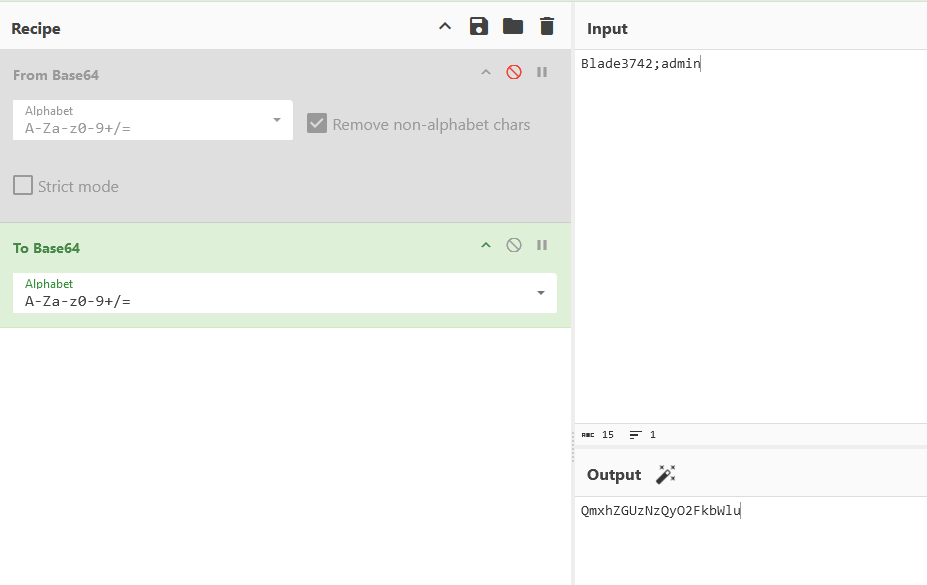 Recipe
From Base64
Alphabet
A-Za-z0-9+/=
Remove non-alphabet chars
Strict mode
To Base64
Alphabet
A-Za-z0-9+/=
Input
Blade3742;admin
ABC 15 1
Output
QmxhZGUzNzQyO2FkbWlu